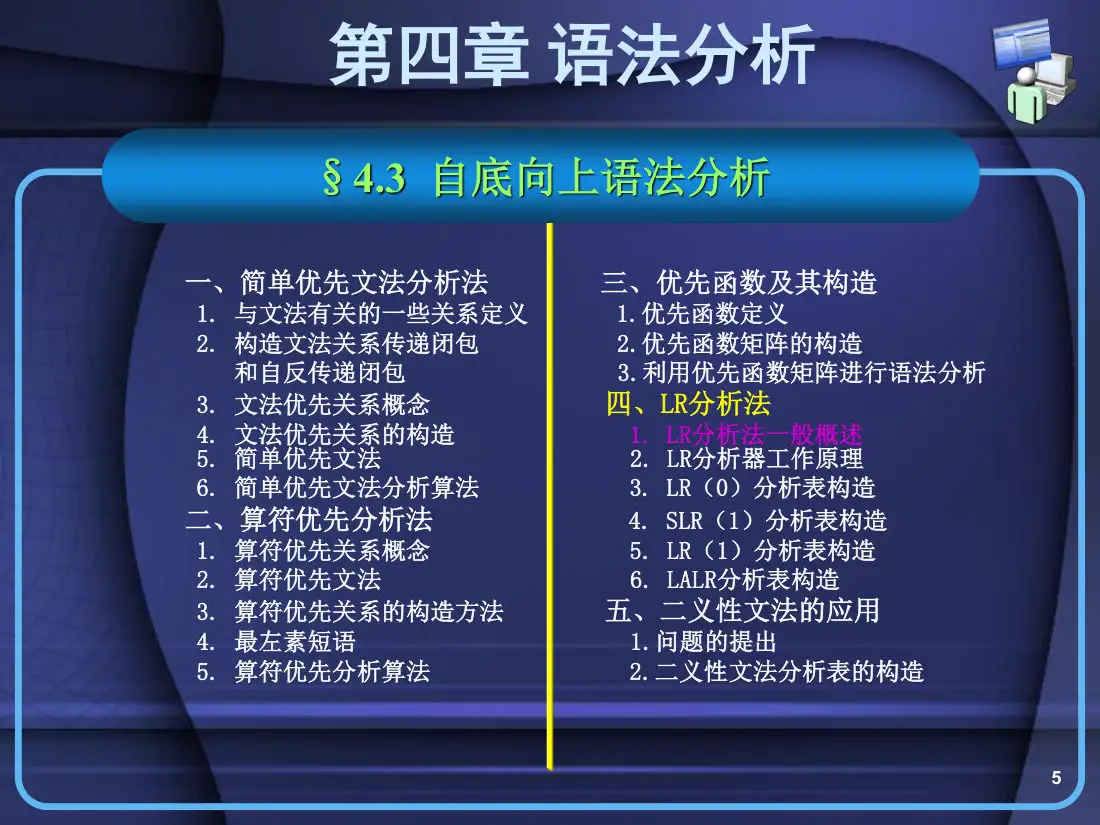 第四章 语法分析
§4.3 自底向上语法分析
一、简单优先文法分析法
1. 与文法有关的一些关系定义
2. 构造文法关系传递闭包
和自反传递闭包
3. 文法优先关系概念
4. 文法优先关系的构造
5. 简单优先文法
6. 简单优先文法分析算法
二、算符优先分析法
1. 算符优先关系概念
2. 算符优先文法
3. 算符优先关系的构造方法
4. 最左素短语
5. 算符优先分析算法
三、优先函数及其构造
1.优先函数定义
2.优先函数矩阵的构造
3.利用优先函数矩阵进行语法分析
四、LR分析法
1. LR分析法一般概述
2. LR分析器工作原理
3. LR（0）分析表构造
4. SLR（1）分析表构造
5. LR（1）分析表构造
6. LALR分析表构造
五、二义性文法的应用
1.问题的提出
2.二义性文法分析表的构造
5